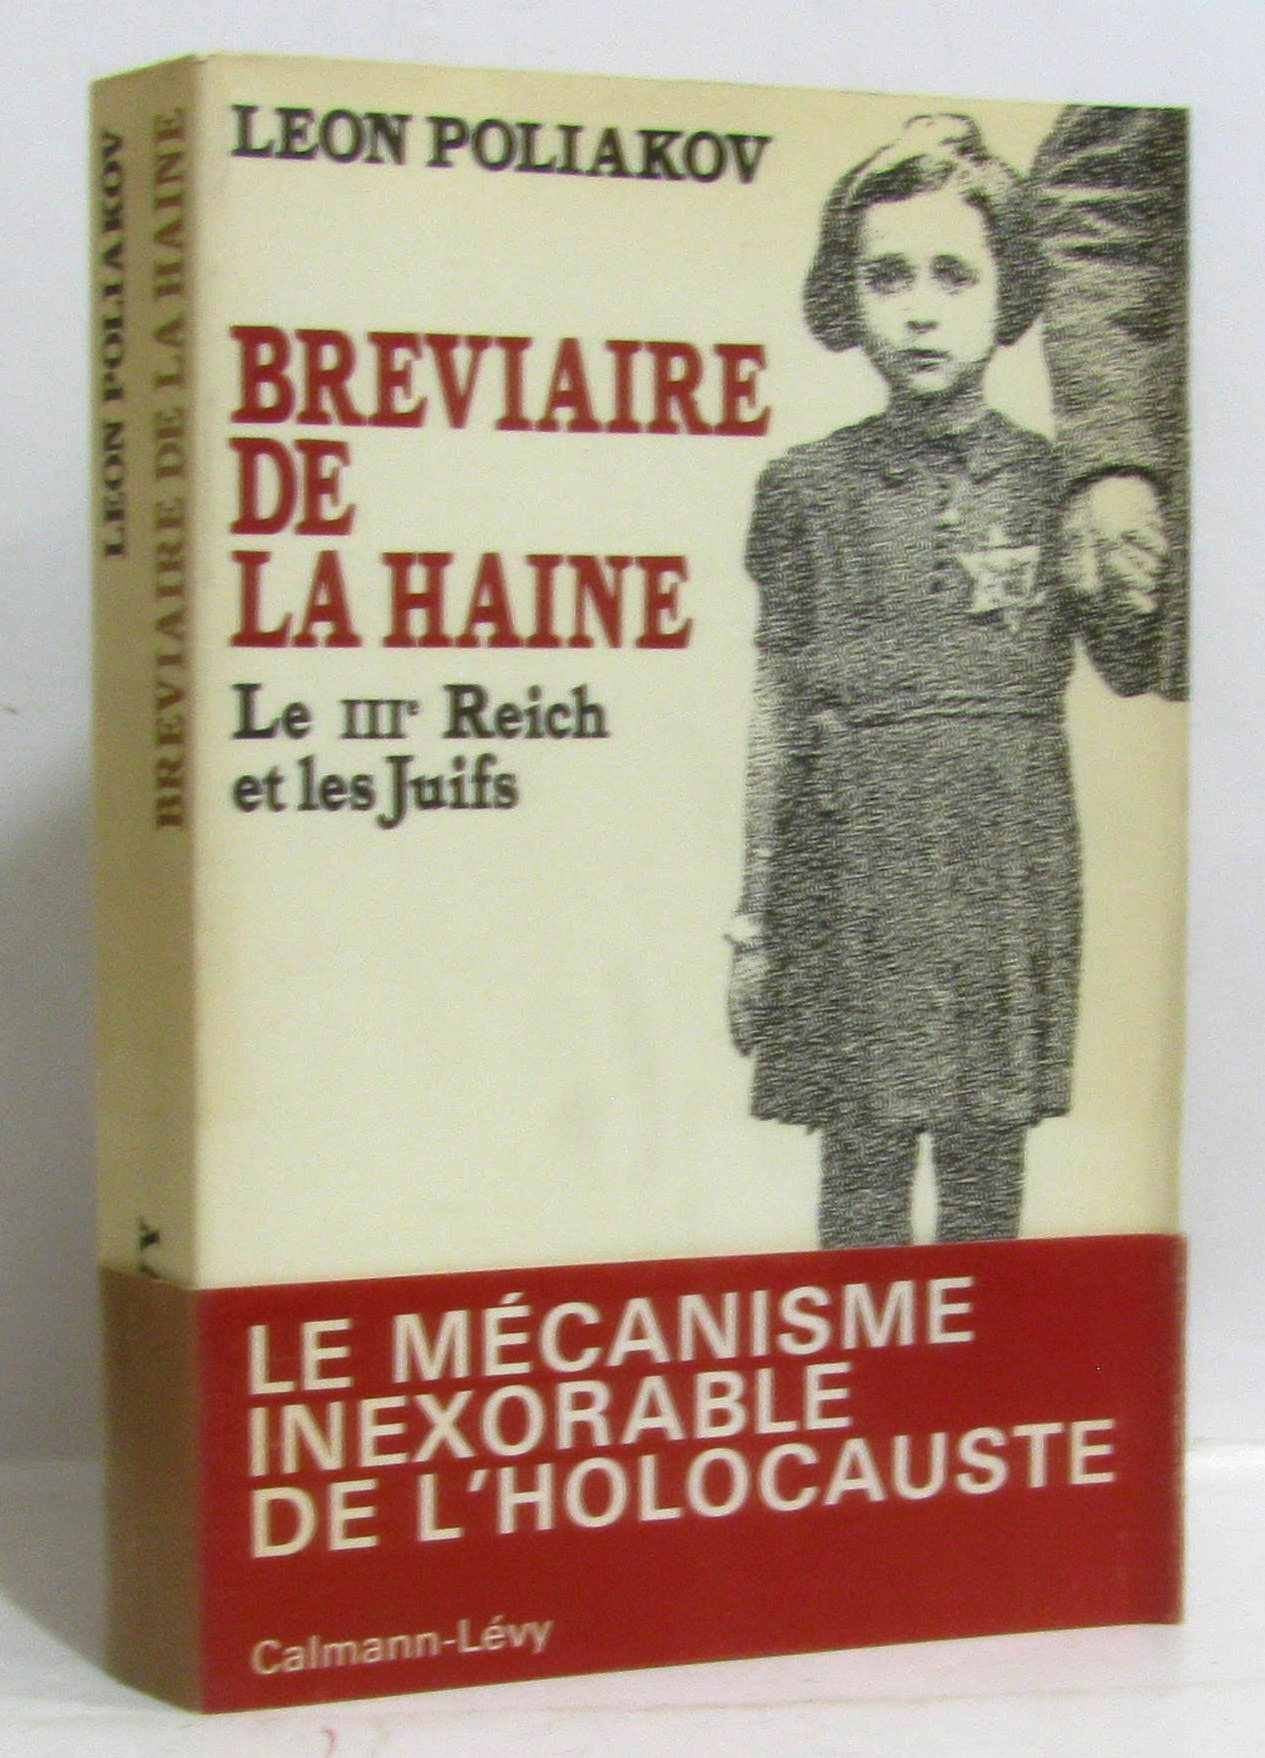 LEON POLIAKOV
BREVIAIRE DE LA HAINE
LEON POLIAKOV
BREVIAIRE
DE
LA HAINE
Le IIIe Reich
et les Juifs
LE MÉCANISME
INEXORABLE
DE L'HOLOCAUSTE
Calmann-Lévy